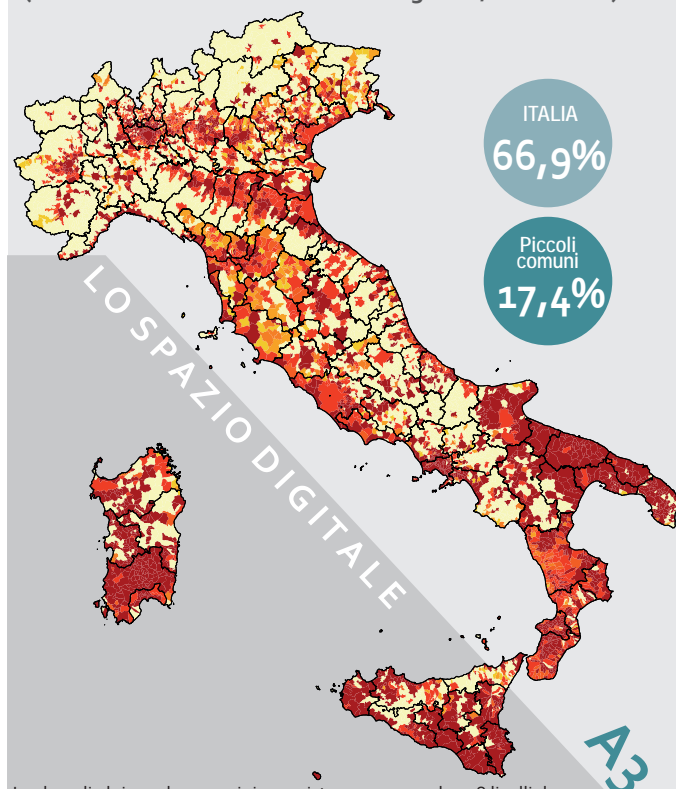 ITALIA
66,9%
Piccoli
comuni
17,4%
LO SPAZIO DIGITALE
A3